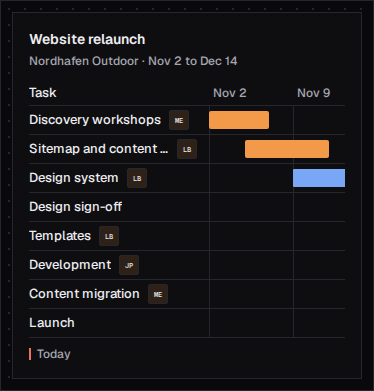 Website relaunch
Nordhafen Outdoor · Nov 2 to Dec 14
Task Nov 2 Nov 9
Discovery workshops ME
Sitemap and content ... LB
Design system LB
Design sign-off
Templates LB
Development JP
Content migration ME
Launch
Today